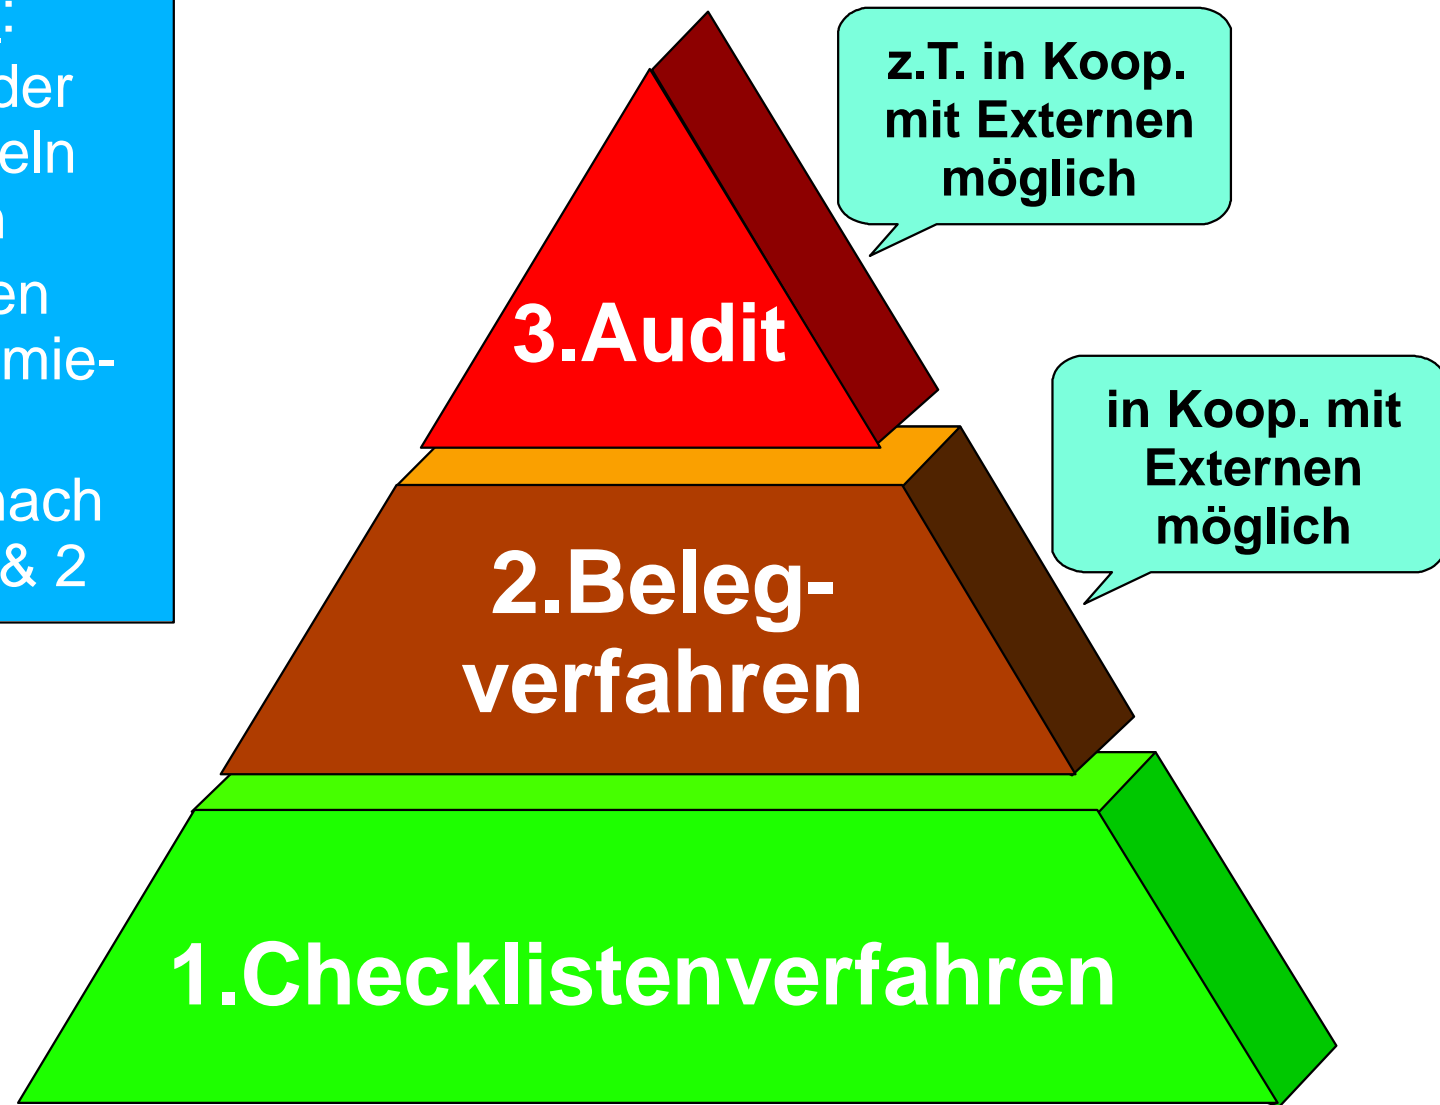 der
eln
en
mie-
nach
& 2
z.T. in Koop.
mit Externen
möglich
3.Audit
in Koop. mit
Externen
möglich
2.Beleg-
verfahren
1.Checklistenverfahren